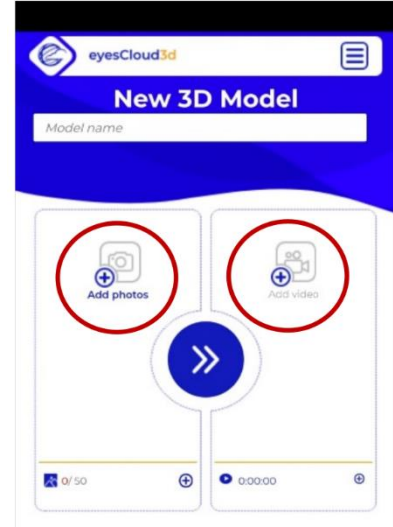 eyesCloud3d
New 3D Model
Model name
Add photos
Add video
0/ 50
0:00:00